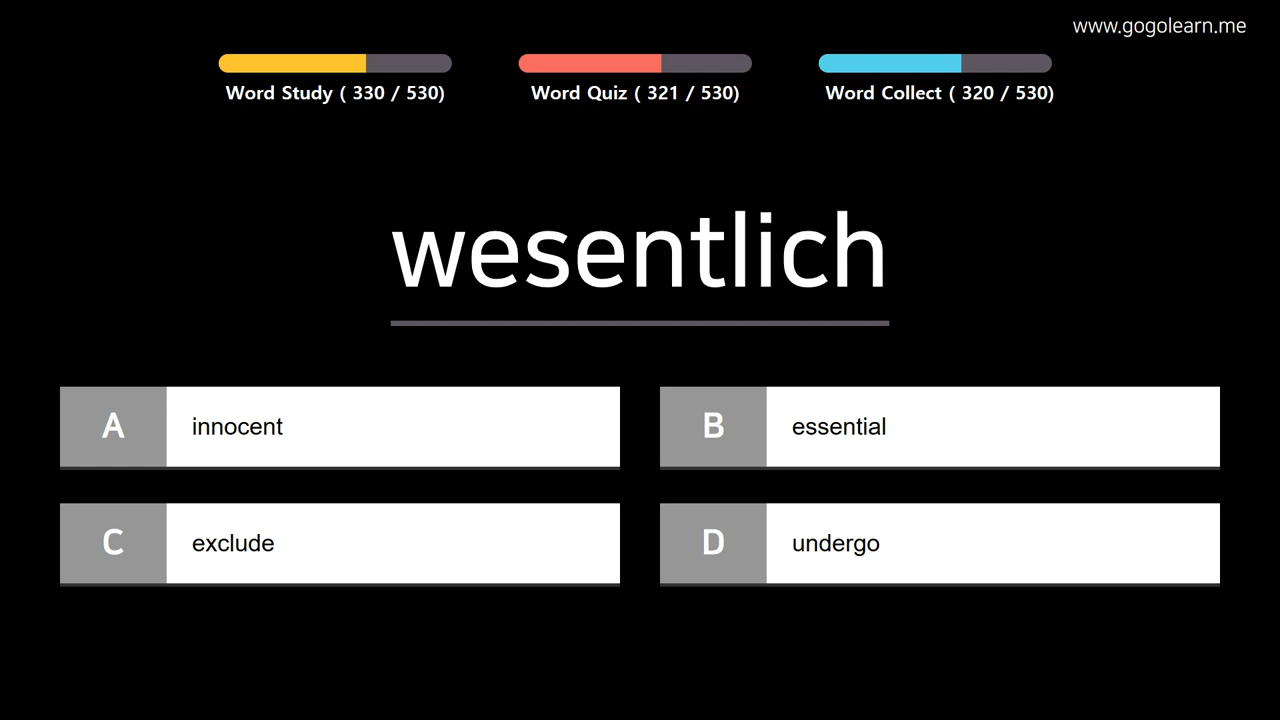 www.gogolearn.me
Word Study ( 330 / 530)
Word Quiz ( 321 / 530)
Word Collect ( 320 / 530)
wesentlich
A innocent
B essential
C exclude
D undergo